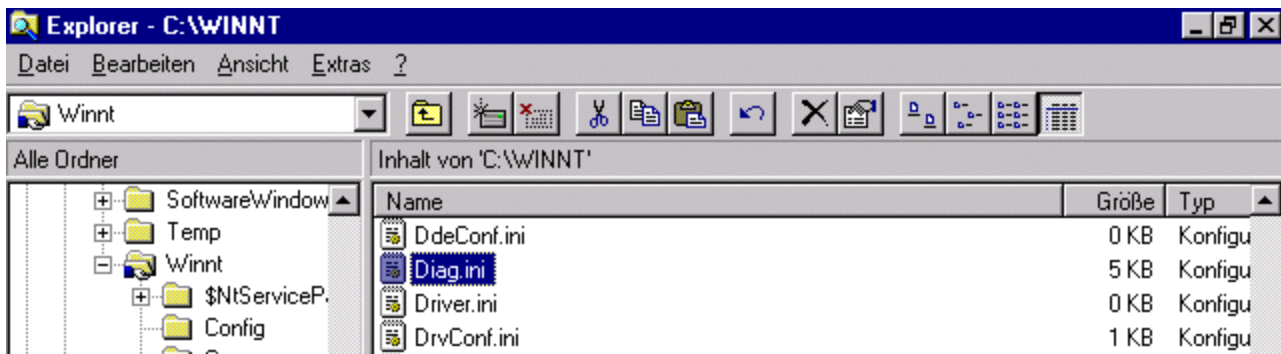 Explorer - C:\WINNT
Datei Bearbeiten Ansicht Extras ?
Winnt
Alle Ordner Inhalt von 'C:\WINNT'
SoftwareWindow
Temp
Winnt
$NtServiceP
Config
Name Größe Typ
DdeConf.ini 0 KB Konfigu
Diag.ini 5 KB Konfigu
Driver.ini 0 KB Konfigu
DrvConf.ini 1 KB Konfigu